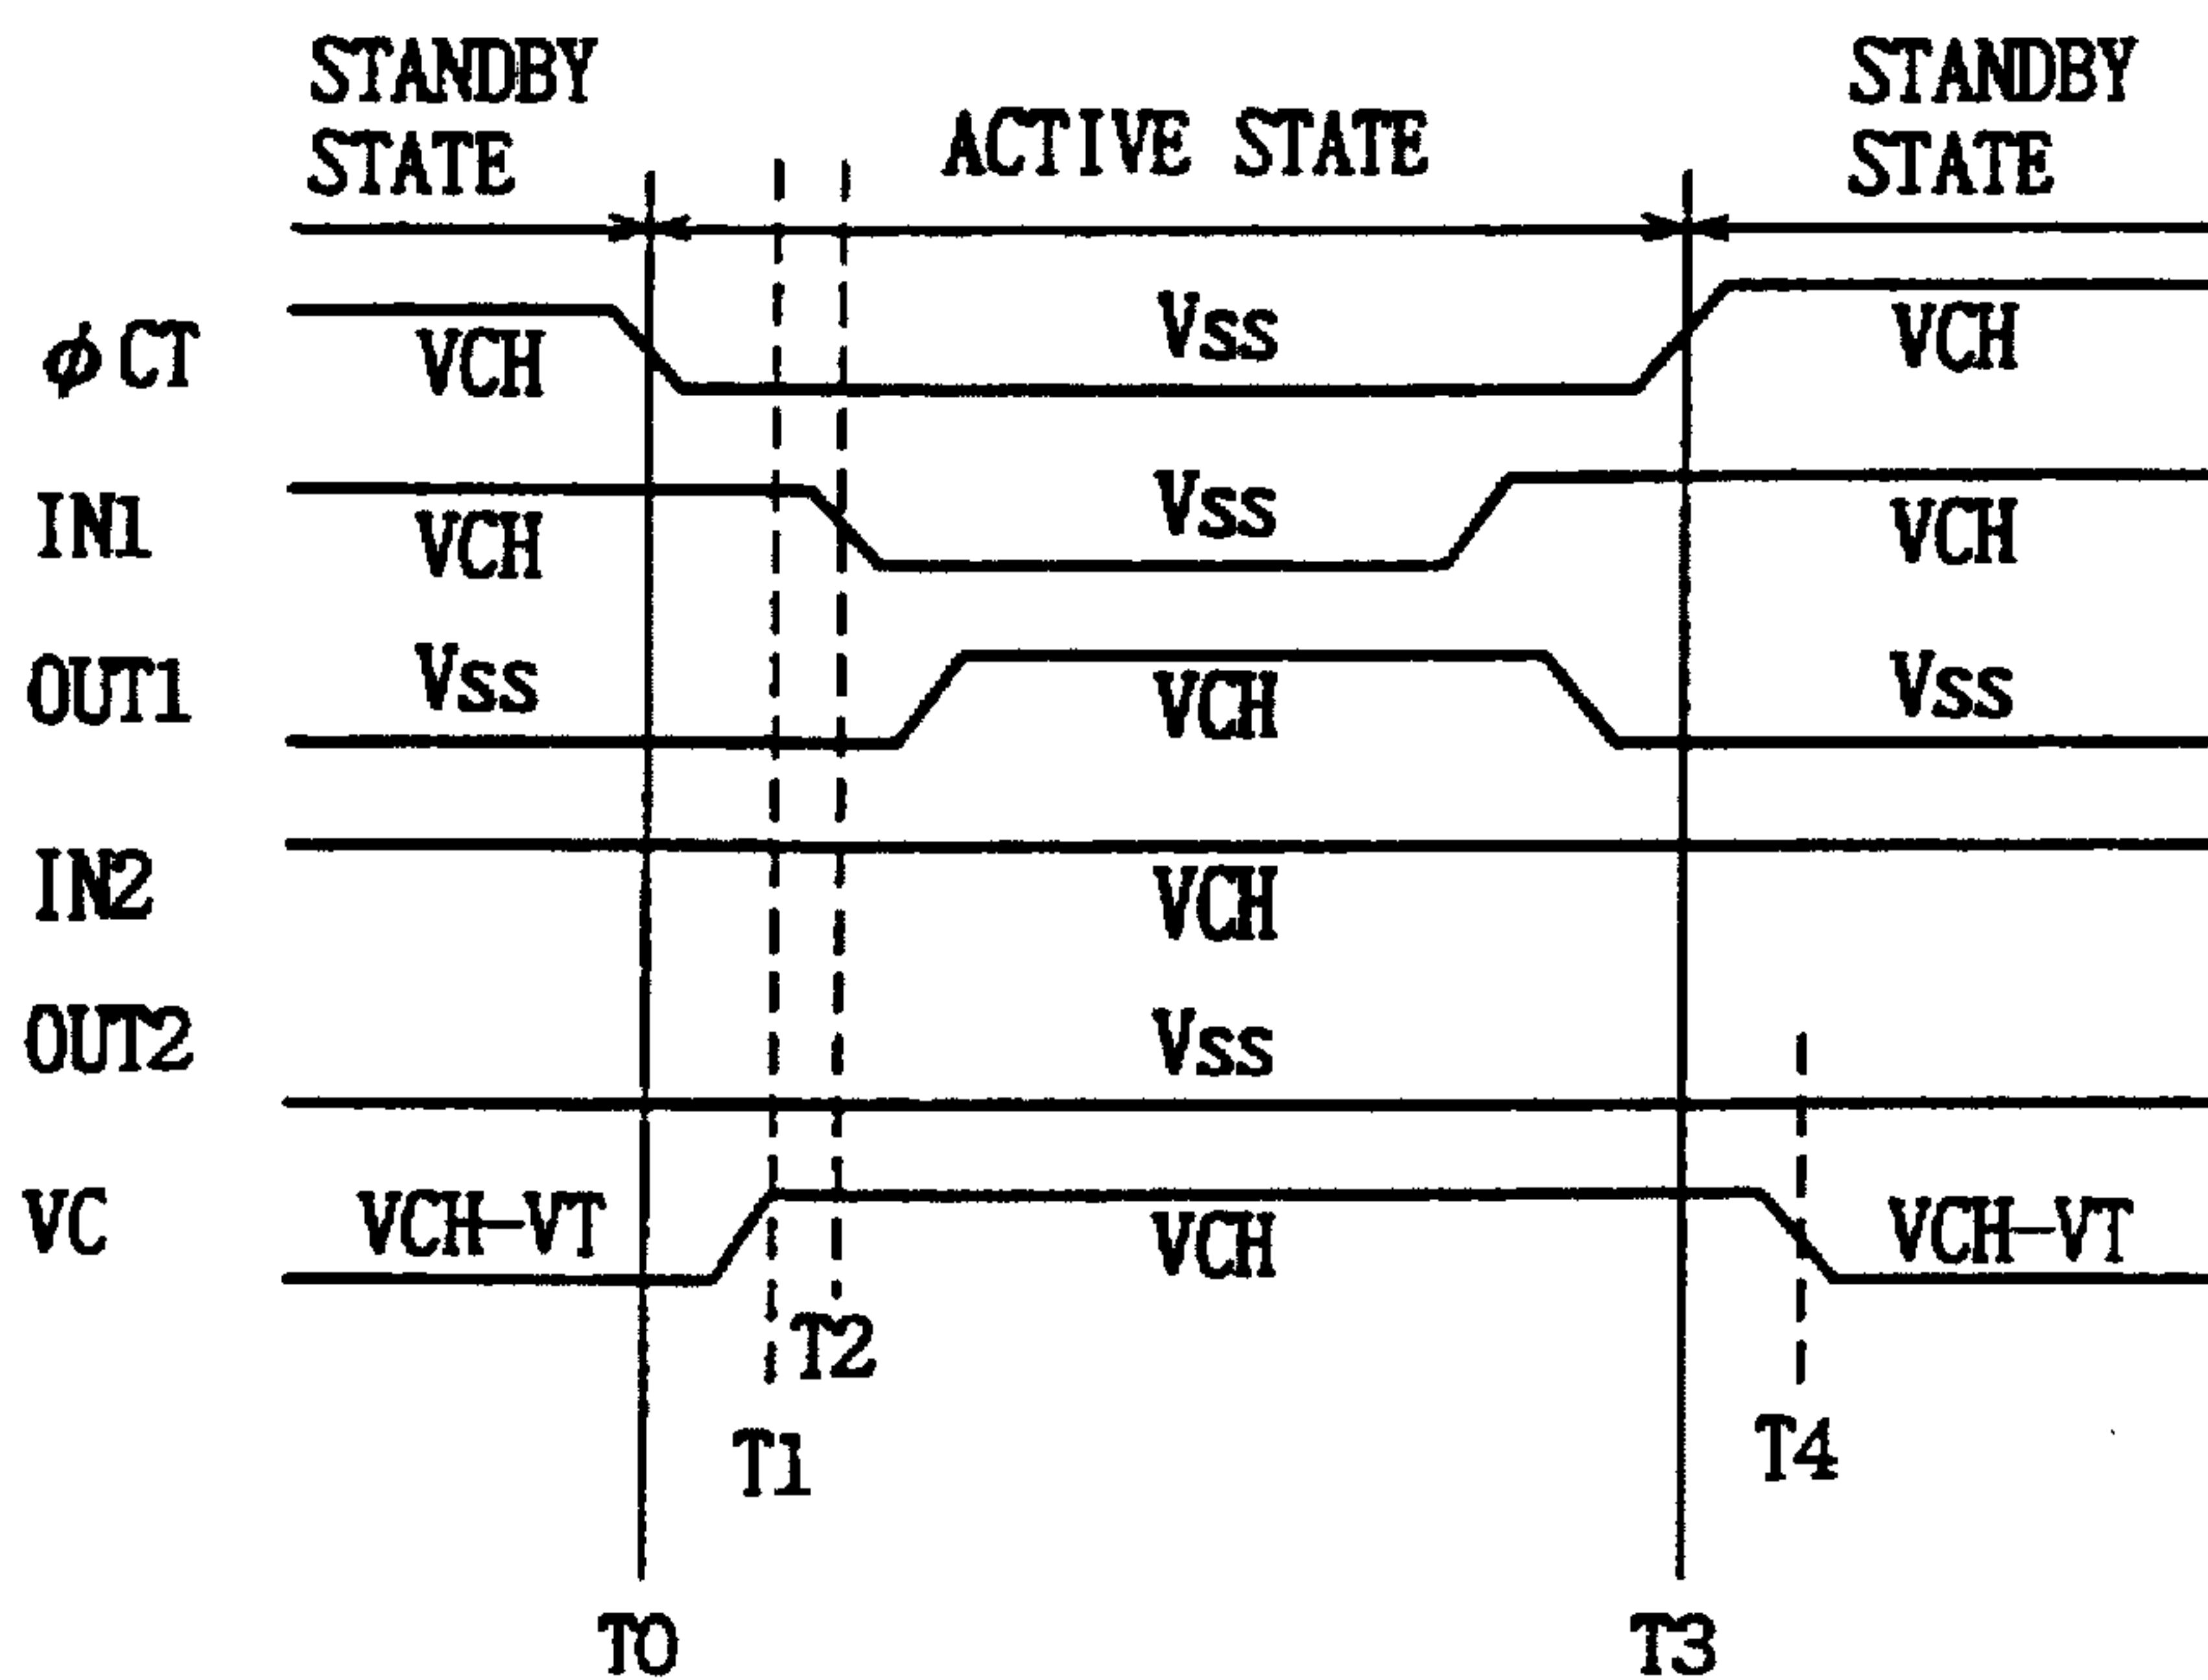 STANDBY STATE
ACTIVE STATE
STANDBY STATE
φCT
VCH
Vss
VCH
IN1
VCH
Vss
VCH
OUT1
Vss
VCH
Vss
IN2
VCH
OUT2
Vss
VC
VCH-VT
VCH
VCH-VT
T2
T1
T4
T0
T3